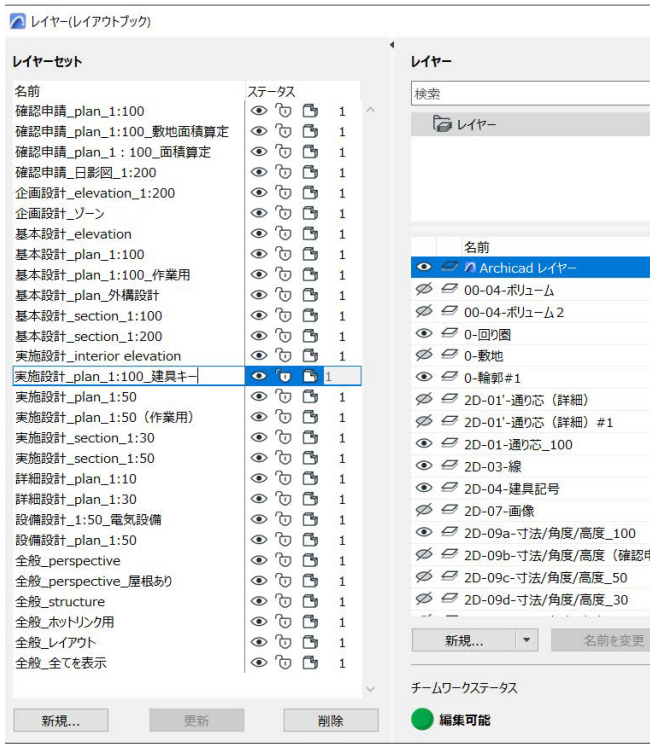 レイヤー(レイアウトブック)
レイヤーセット
名前 ステータス
確認申請_plan_1:100 1
確認申請_plan_1:100_敷地面積算定 1
確認申請_plan_1：100_面積算定 1
確認申請_日影図_1:200 1
企画設計_elevation_1:200 1
企画設計_ゾーン 1
基本設計_elevation 1
基本設計_plan_1:100 1
基本設計_plan_1:100_作業用 1
基本設計_plan_外構設計 1
基本設計_section_1:100 1
基本設計_section_1:200 1
実施設計_interior elevation 1
実施設計_plan_1:100_建具キー 1
実施設計_plan_1:50 1
実施設計_plan_1:50（作業用） 1
実施設計_section_1:30 1
実施設計_section_1:50 1
詳細設計_plan_1:10 1
詳細設計_plan_1:30 1
設備設計_1:50_電気設備 1
設備設計_plan_1:50 1
全般_perspective 1
全般_perspective_屋根あり 1
全般_structure 1
全般_ホットリンク用 1
全般_レイアウト 1
全般_全てを表示 1
新規... 更新 削除
レイヤー
検索
レイヤー
名前
Archicad レイヤー
00-04-ボリューム
00-04-ボリューム２
0-回り圏
0-敷地
0-輪郭#1
2D-01'-通り芯（詳細）
2D-01'-通り芯（詳細）#1
2D-01-通り芯_100
2D-03-線
2D-04-建具記号
2D-07-画像
2D-09a-寸法/角度/高度_100
2D-09b-寸法/角度/高度（確認申
2D-09c-寸法/角度/高度_50
2D-09d-寸法/角度/高度_30
新規... 名前を変更
チームワークステータス
編集可能